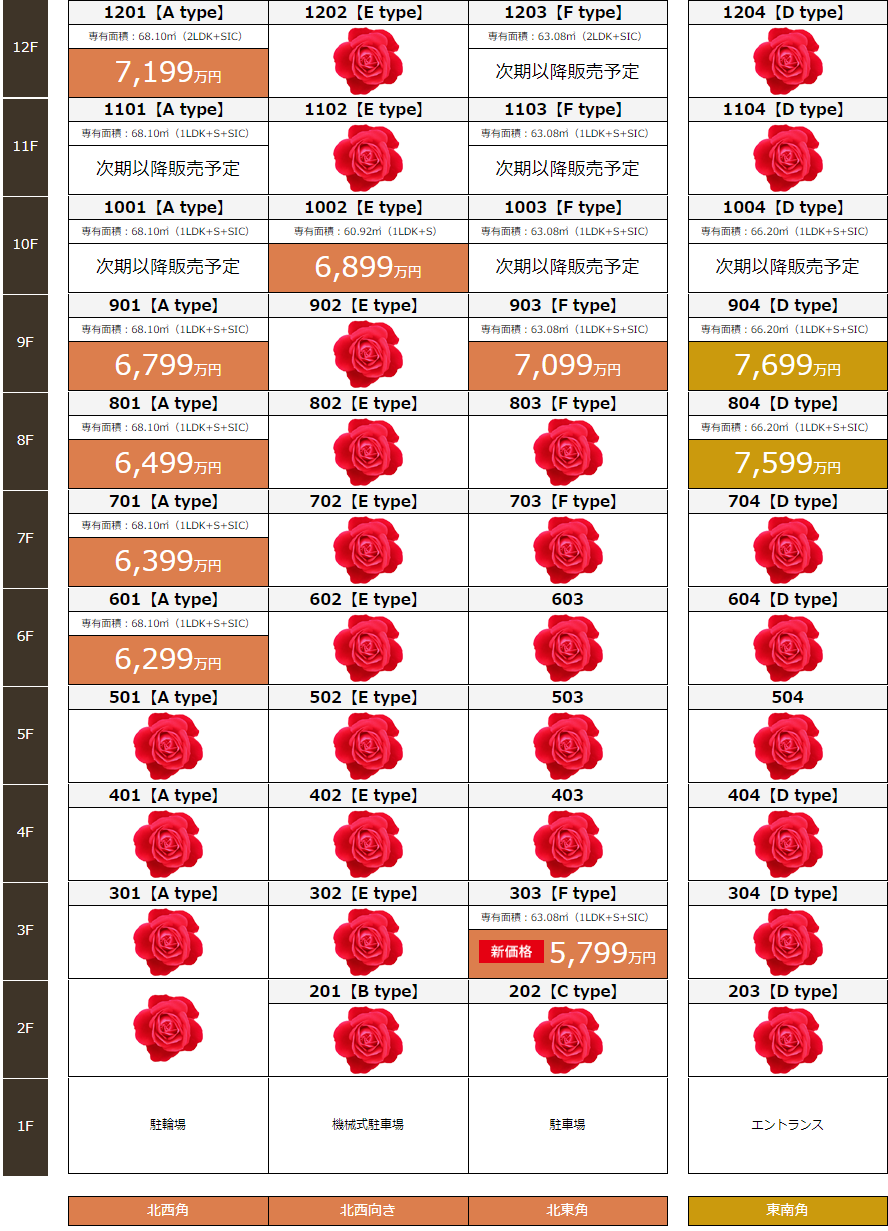 12F
1201【A type】
専有面積：68.10㎡（2LDK+SIC）
7,199万円
1202【E type】
1203【F type】
専有面積：63.08㎡（2LDK+SIC）
次期以降販売予定
1204【D type】
11F
1101【A type】
専有面積：68.10㎡（1LDK+S+SIC）
次期以降販売予定
1102【E type】
1103【F type】
専有面積：63.08㎡（1LDK+S+SIC）
次期以降販売予定
1104【D type】
10F
1001【A type】
専有面積：68.10㎡（1LDK+S+SIC）
次期以降販売予定
1002【E type】
専有面積：60.92㎡（1LDK+S）
6,899万円
1003【F type】
専有面積：63.08㎡（1LDK+S+SIC）
次期以降販売予定
1004【D type】
専有面積：66.20㎡（1LDK+S+SIC）
次期以降販売予定
9F
901【A type】
専有面積：68.10㎡（1LDK+S+SIC）
6,799万円
902【E type】
903【F type】
専有面積：63.08㎡（1LDK+S+SIC）
7,099万円
904【D type】
専有面積：66.20㎡（1LDK+S+SIC）
7,699万円
8F
801【A type】
専有面積：68.10㎡（1LDK+S+SIC）
6,499万円
802【E type】
803【F type】
804【D type】
専有面積：66.20㎡（1LDK+S+SIC）
7,599万円
7F
701【A type】
専有面積：68.10㎡（1LDK+S+SIC）
6,399万円
702【E type】
703【F type】
704【D type】
6F
601【A type】
専有面積：68.10㎡（1LDK+S+SIC）
6,299万円
602【E type】
603
604【D type】
5F
501【A type】
502【E type】
503
504
4F
401【A type】
402【E type】
403
404【D type】
3F
301【A type】
302【E type】
303【F type】
専有面積：63.08㎡（1LDK+S+SIC）
新価格 5,799万円
304【D type】
2F
201【B type】
202【C type】
203【D type】
1F
駐輪場
機械式駐車場
駐車場
エントランス
北西角
北西向き
北東角
東南角